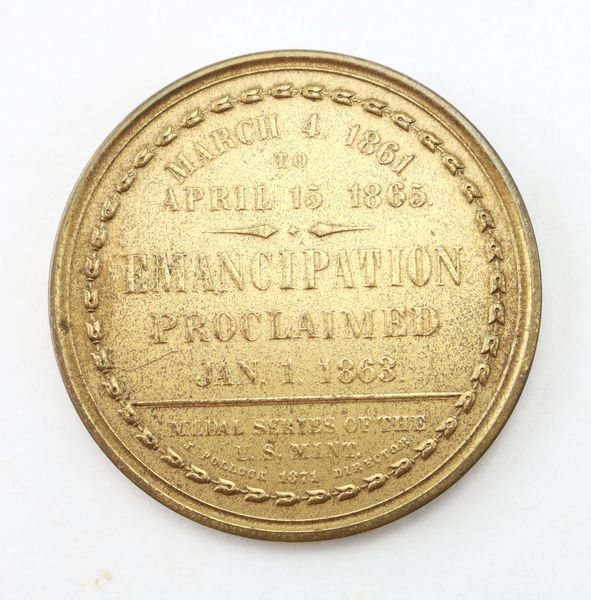 MARCH 4. 1861
TO
APRIL 15. 1865.
EMANCIPATION
PROCLAIMED
JAN. 1. 1863.
MEDAL SERIES OF THE
U. S. MINT.
J POLLOCK 1871 DIRECTOR